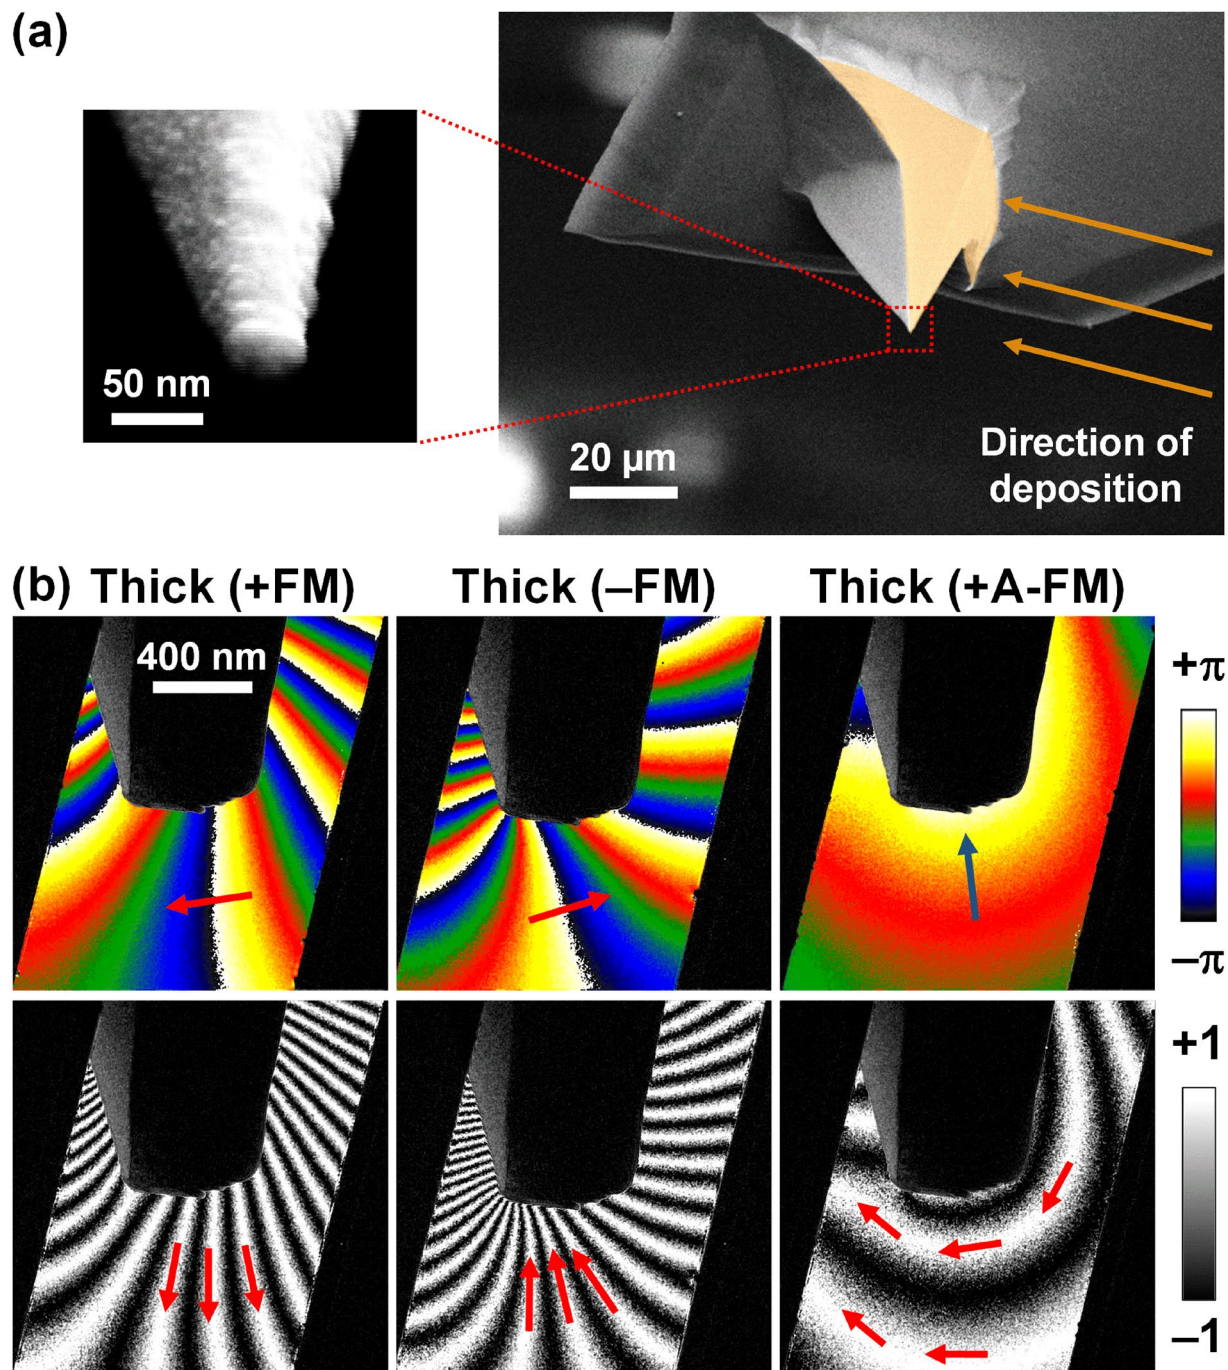 (a)
50 nm
20 µm
Direction of
deposition
(b) Thick (+FM) Thick (–FM) Thick (+A-FM)
400 nm
+π
–π
+1
–1